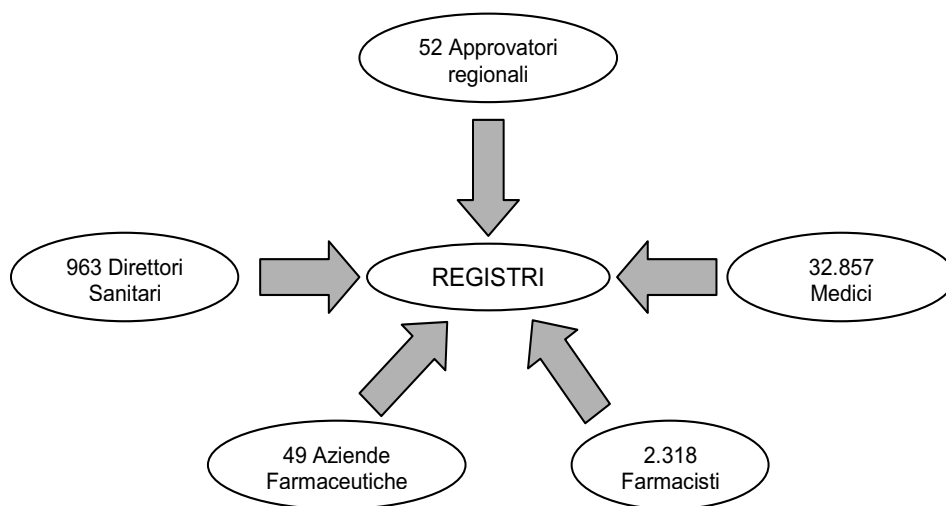 52 Approvatori
regionali
963 Direttori
Sanitari
REGISTRI
32.857
Medici
49 Aziende
Farmaceutiche
2.318
Farmacisti